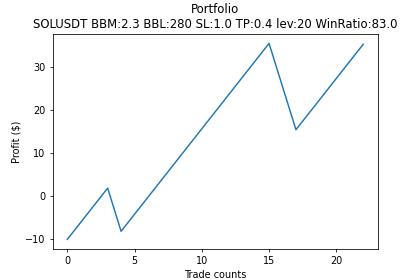 Portfolio
SOLUSDT BBM:2.3 BBL:280 SL:1.0 TP:0.4 lev:20 WinRatio:83.0
30
20
10
0
−10
Profit ($)
0 5 10 15 20
Trade counts